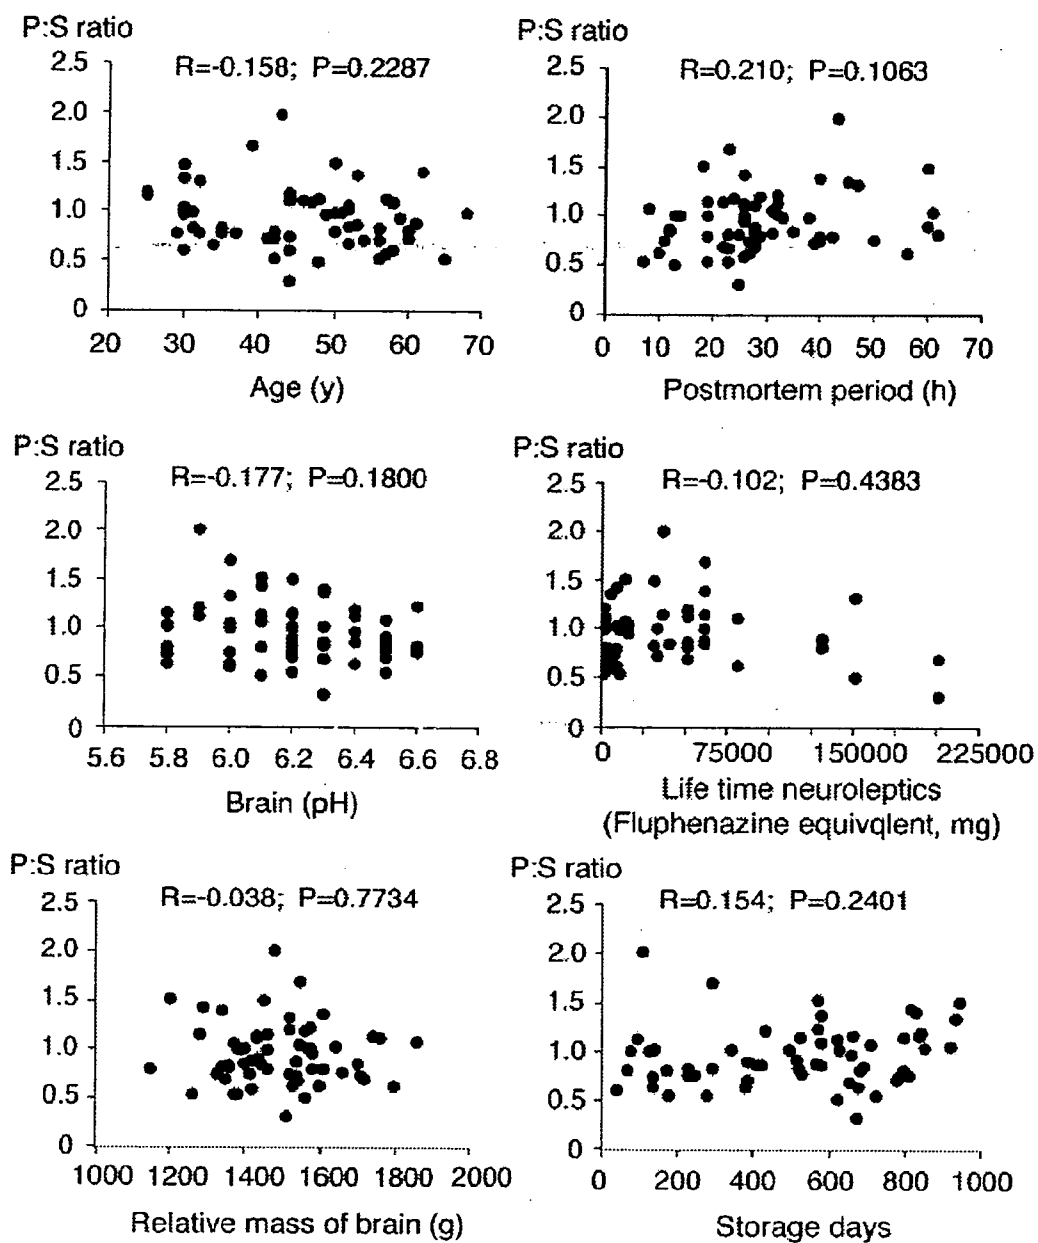 P:S ratio
R=-0.158; P=0.2287
2.5
2.0
1.5
1.0
0.5
0
20 30 40 50 60 70
Age (y)
P:S ratio
R=0.210; P=0.1063
2.5
2.0
1.5
1.0
0.5
0
0 10 20 30 40 50 60 70
Postmortem period (h)
P:S ratio
R=-0.177; P=0.1800
2.5
2.0
1.5
1.0
0.5
0
5.6 5.8 6.0 6.2 6.4 6.6 6.8
Brain (pH)
P:S ratio
R=-0.102; P=0.4383
2.5
2.0
1.5
1.0
0.5
0
0 75000 150000 225000
Life time neuroleptics
(Fluphenazine equivqlent, mg)
P:S ratio
R=-0.038; P=0.7734
2.5
2.0
1.5
1.0
0.5
0
1000 1200 1400 1600 1800 2000
Relative mass of brain (g)
P:S ratio
R=0.154; P=0.2401
2.5
2.0
1.5
1.0
0.5
0
0 200 400 600 800 1000
Storage days